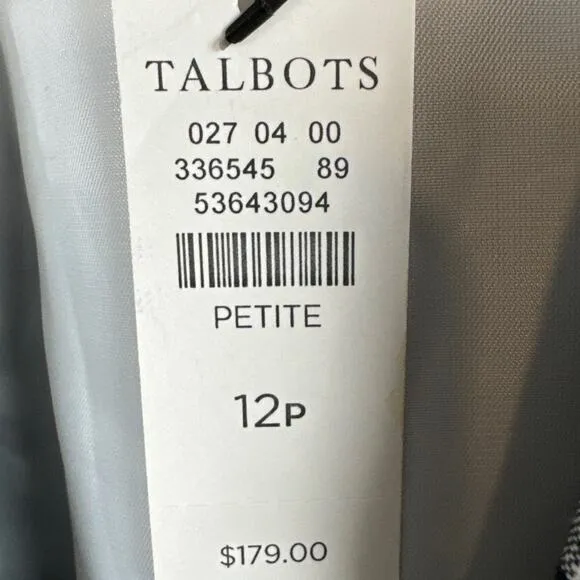 TALBOTS
027 04 00
336545 89
53643094
PETITE
12P
$179.00